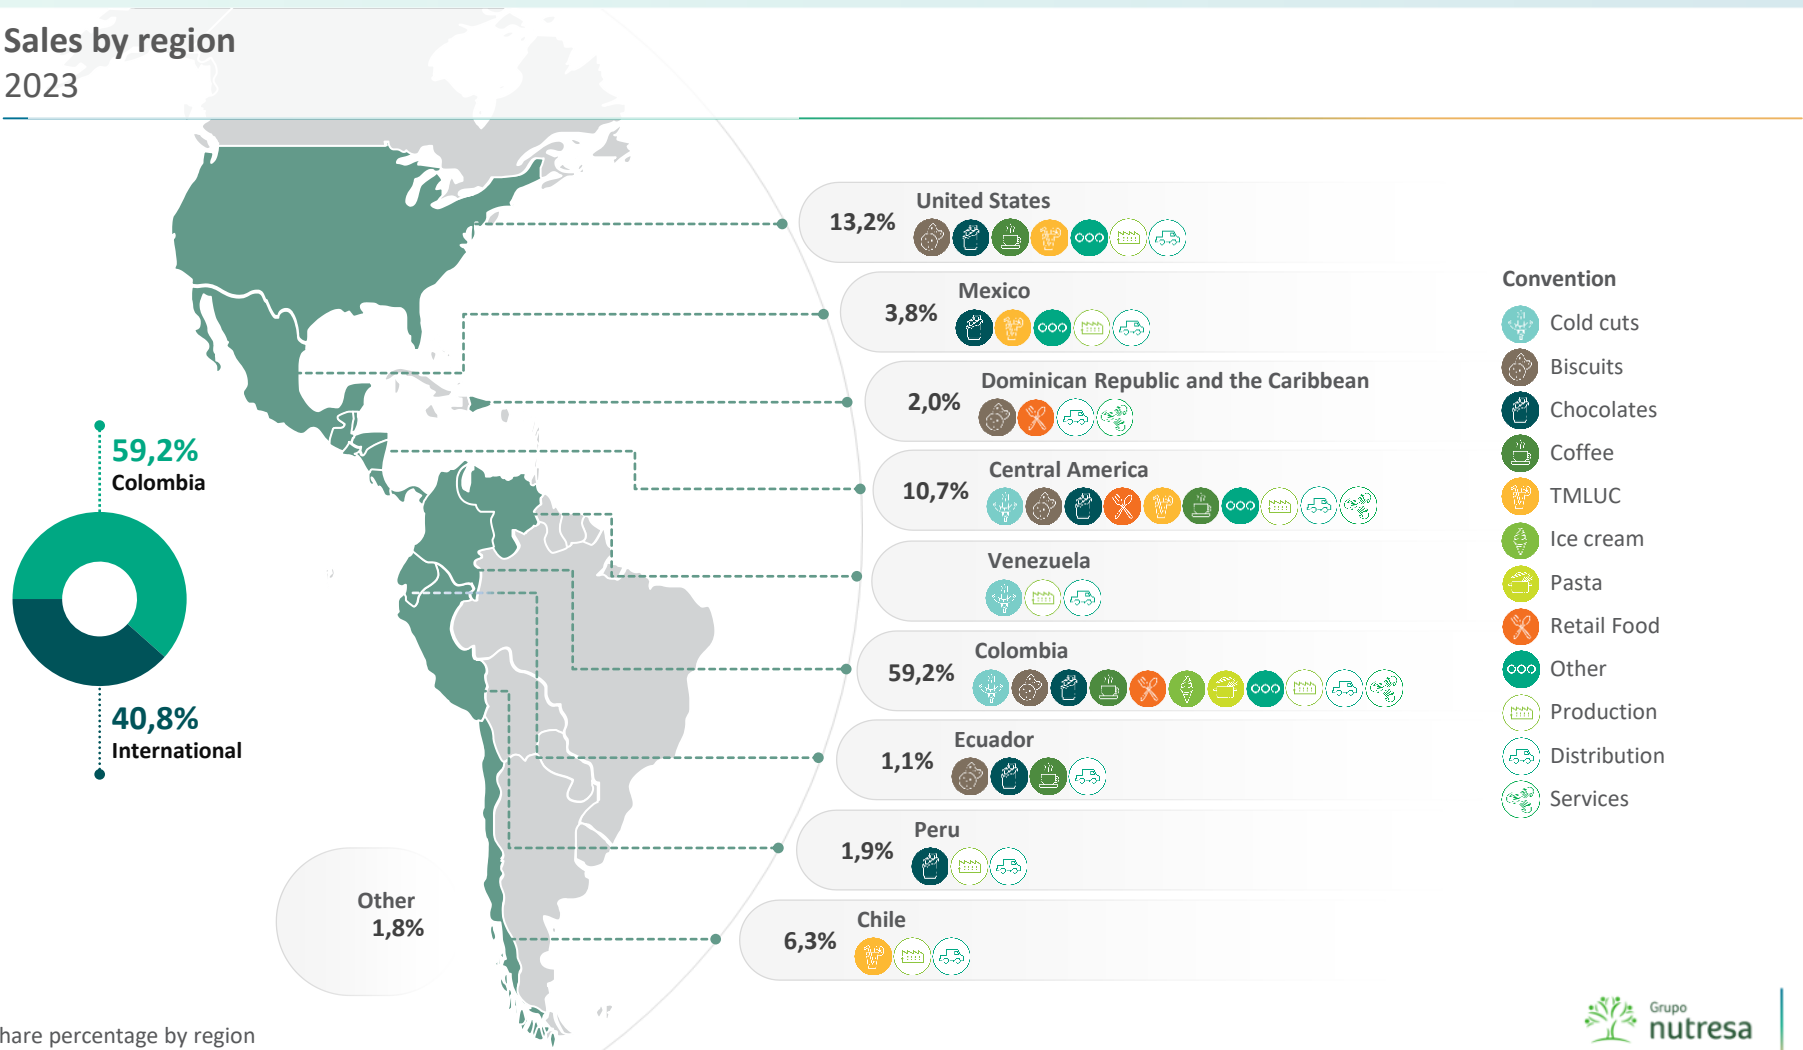 Sales by region
2023
59,2%
Colombia
40,8%
International
Other
1,8%
13,2%
United States
3,8%
Mexico
2,0%
Dominican Republic and the Caribbean
10,7%
Central America
Venezuela
59,2%
Colombia
1,1%
Ecuador
1,9%
Peru
6,3%
Chile
Convention
Cold cuts
Biscuits
Chocolates
Coffee
TMLUC
Ice cream
Pasta
Retail Food
Other
Production
Distribution
Services
hare percentage by region
Grupo
nutresa